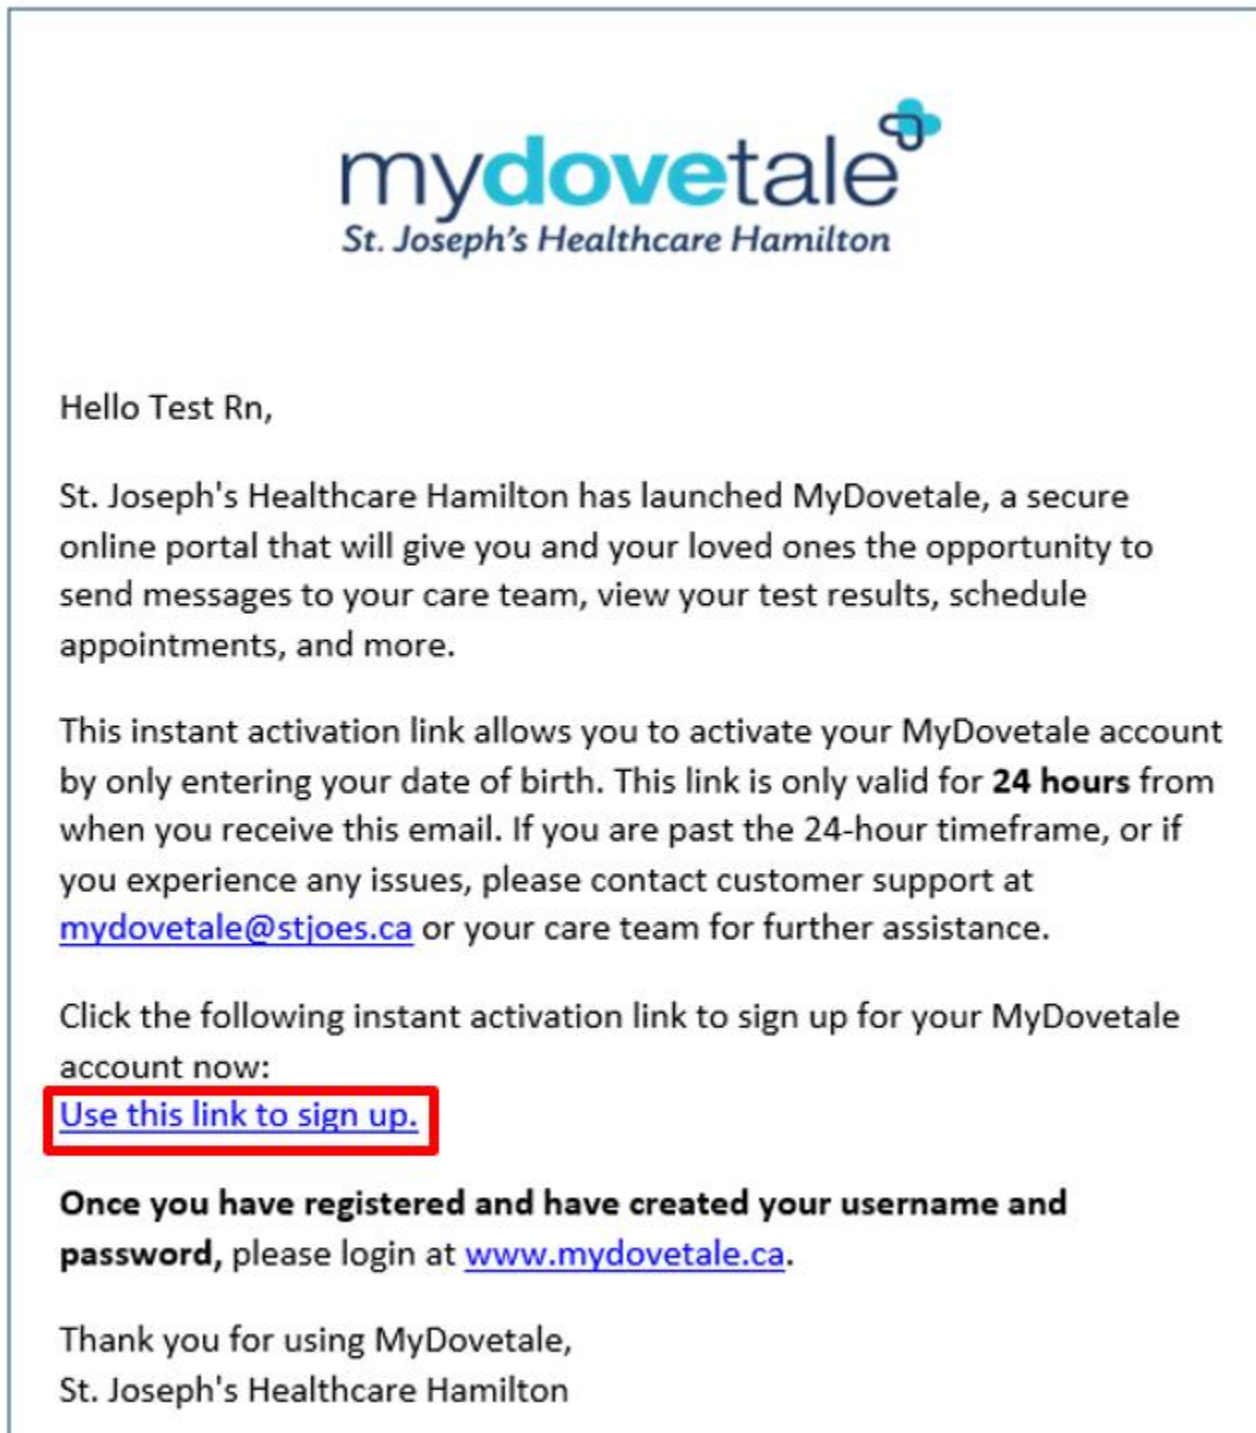 mydovetale
St. Joseph's Healthcare Hamilton
Hello Test Rn,
St. Joseph's Healthcare Hamilton has launched MyDovetale, a secure
online portal that will give you and your loved ones the opportunity to
send messages to your care team, view your test results, schedule
appointments, and more.
This instant activation link allows you to activate your MyDovetale account
by only entering your date of birth. This link is only valid for 24 hours from
when you receive this email. If you are past the 24-hour timeframe, or if
you experience any issues, please contact customer support at
mydovetale@stjoes.ca or your care team for further assistance.
Click the following instant activation link to sign up for your MyDovetale
account now:
Use this link to sign up.
Once you have registered and have created your username and
password, please login at www.mydovetale.ca.
Thank you for using MyDovetale,
St. Joseph's Healthcare Hamilton